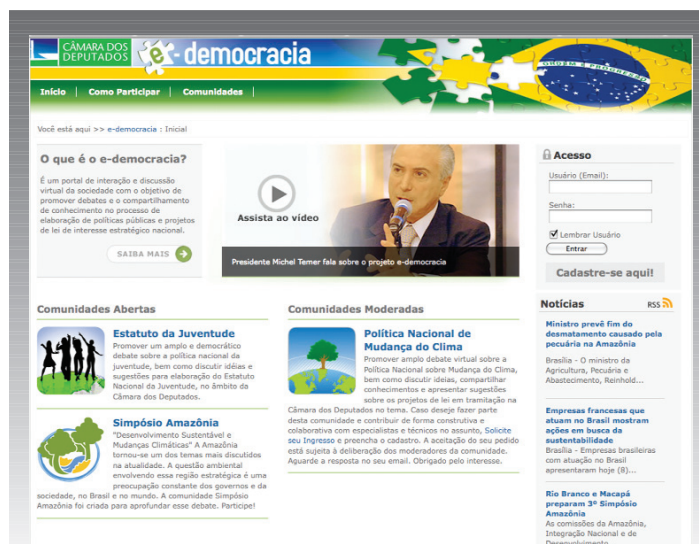 CÂMARA DOS
DEPUTADOS
e-democracia
ORDEM E PROGRESSO
Início | Como Participar | Comunidades |
Você está aqui >> e-democracia : Inicial
O que é o e-democracia?
É um portal de interação e discussão
virtual da sociedade com o objetivo de
promover debates e o compartilhamento
de conhecimento no processo de
elaboração de políticas públicas e projetos
de lei de interesse estratégico nacional.
SAIBA MAIS
Assista ao vídeo
Presidente Michel Temer fala sobre o projeto e-democracia
Acesso
Usuário (Email):
Senha:
Lembrar Usuário
Entrar
Cadastre-se aqui!
Comunidades Abertas
Estatuto da Juventude
Promover um amplo e democrático
debate sobre a política nacional da
juventude, bem como discutir idéias e
sugestões para elaboração do Estatuto
Nacional da Juventude, no âmbito da
Câmara dos Deputados.
Simpósio Amazônia
"Desenvolvimento Sustentável e
Mudanças Climáticas" A Amazônia
tornou-se um dos temas mais discutidos
na atualidade. A questão ambiental
envolvendo essa região estratégica é uma
preocupação constante dos governos e da
sociedade, no Brasil e no mundo. A comunidade Simpósio
Amazônia foi criada para aprofundar esse debate. Participe!
Comunidades Moderadas
Política Nacional de
Mudança do Clima
Promover amplo debate virtual sobre a
Política Nacional sobre Mudança do Clima,
bem como discutir ideias, compartilhar
conhecimentos e apresentar sugestões
sobre os projetos de lei em tramitação na
Câmara dos Deputados no tema. Caso deseje fazer parte
desta comunidade e contribuir de forma construtiva e
colaborativa com especialistas e técnicos no assunto, Solicite
seu Ingresso e preencha o cadastro. A aceitação do seu pedido
está sujeita à deliberação dos moderadores da comunidade.
Aguarde a resposta no seu email. Obrigado pelo interesse.
Notícias RSS
Ministro prevê fim do
desmatamento causado pela
pecuária na Amazônia
Brasília - O ministro da
Agricultura, Pecuária e
Abastecimento, Reinhold...
Empresas francesas que
atuam no Brasil mostram
ações em busca da
sustentabilidade
Brasília - Empresas brasileiras
com atuação no Brasil
apresentaram hoje (8)...
Rio Branco e Macapá
preparam 3º Simpósio
Amazônia
As comissões da Amazônia,
Integração Nacional e de
Desenvolvimento